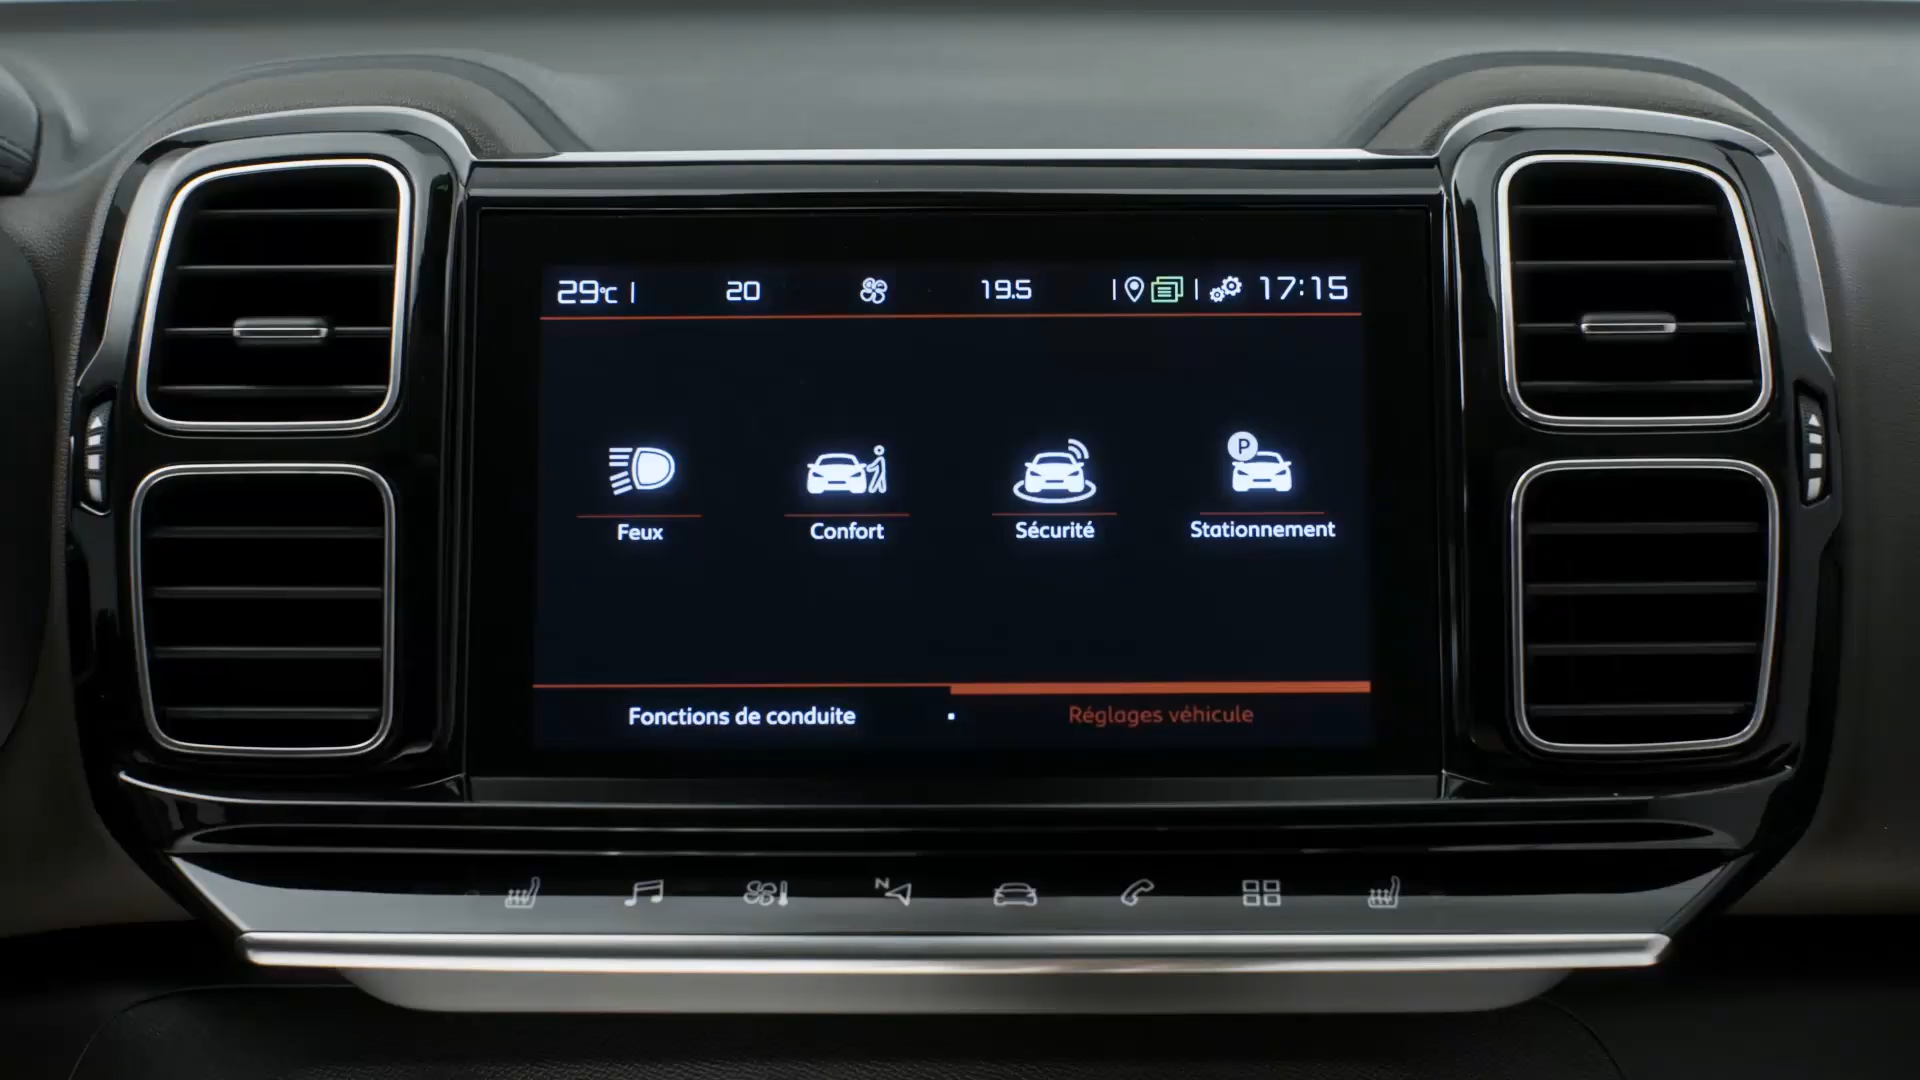 29°C | 20 19.5 | | 17:15
P
Feux Confort Sécurité Stationnement
Fonctions de conduite Réglages véhicule
N